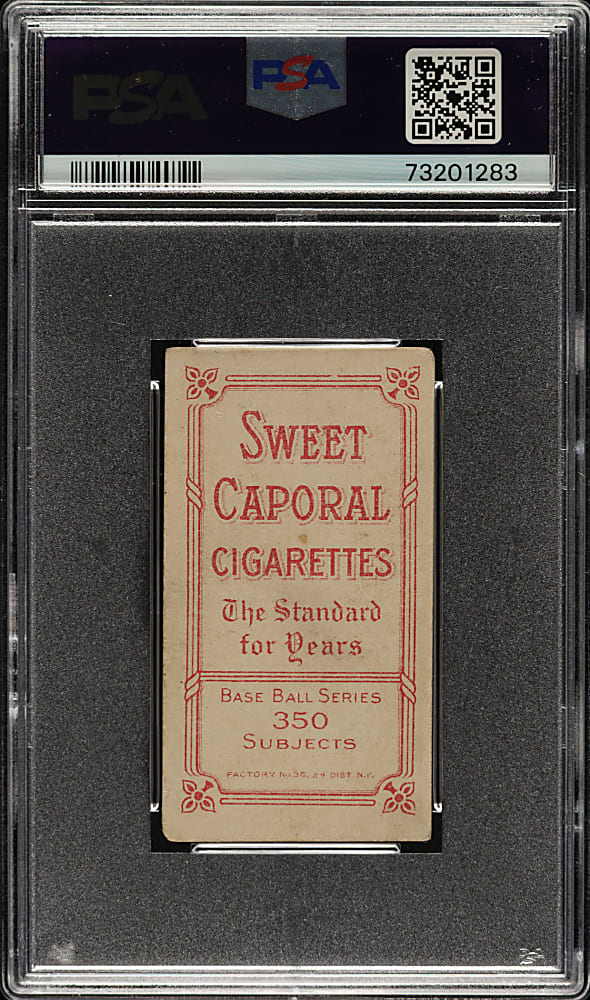 PSA
PSA
73201283
SWEET
CAPORAL
CIGARETTES
The Standard
for Years
BASE BALL SERIES
350
SUBJECTS
FACTORY No. 30, 2d DIST. N.Y.